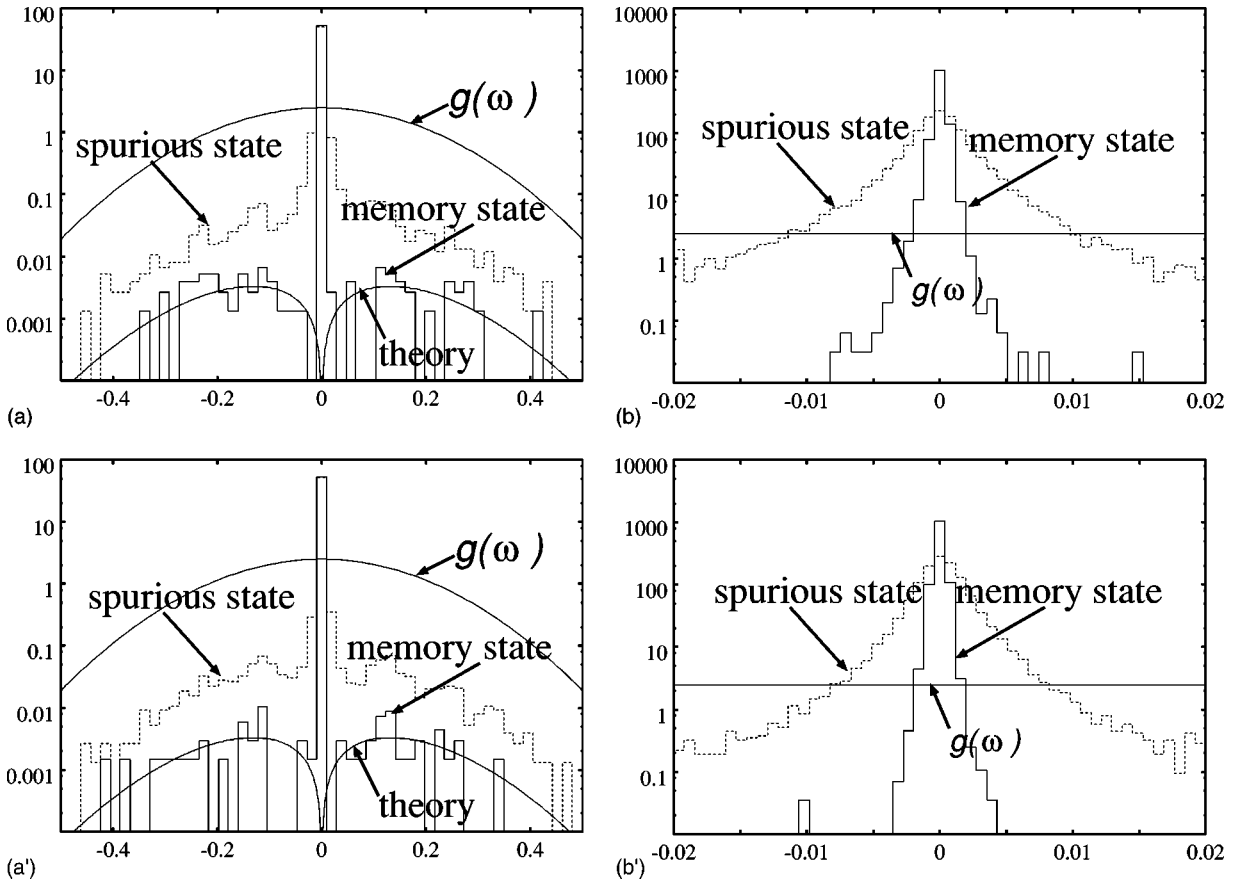 100
10
1
0.1
0.01
0.001
g(ω)
spurious state
memory state
theory
-0.4 -0.2 0 0.2 0.4
(a)
10000
1000
100
10
1
0.1
spurious state
memory state
g(ω)
-0.02 -0.01 0 0.01 0.02
(b)
100
10
1
0.1
0.01
0.001
g(ω)
spurious state
memory state
theory
-0.4 -0.2 0 0.2 0.4
(a')
10000
1000
100
10
1
0.1
spurious state
memory state
g(ω)
-0.02 -0.01 0 0.01 0.02
(b')